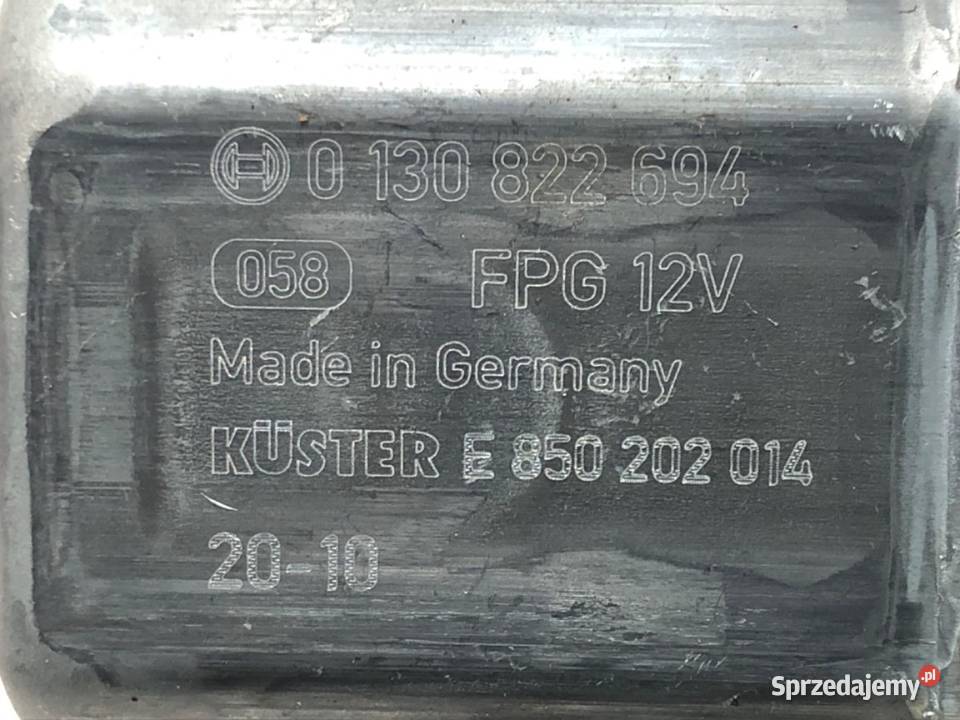 0 130 822 694
058 FPG 12V
Made in Germany
KÜSTER E 850 202 014
20-10
Sprzedajemy.pl